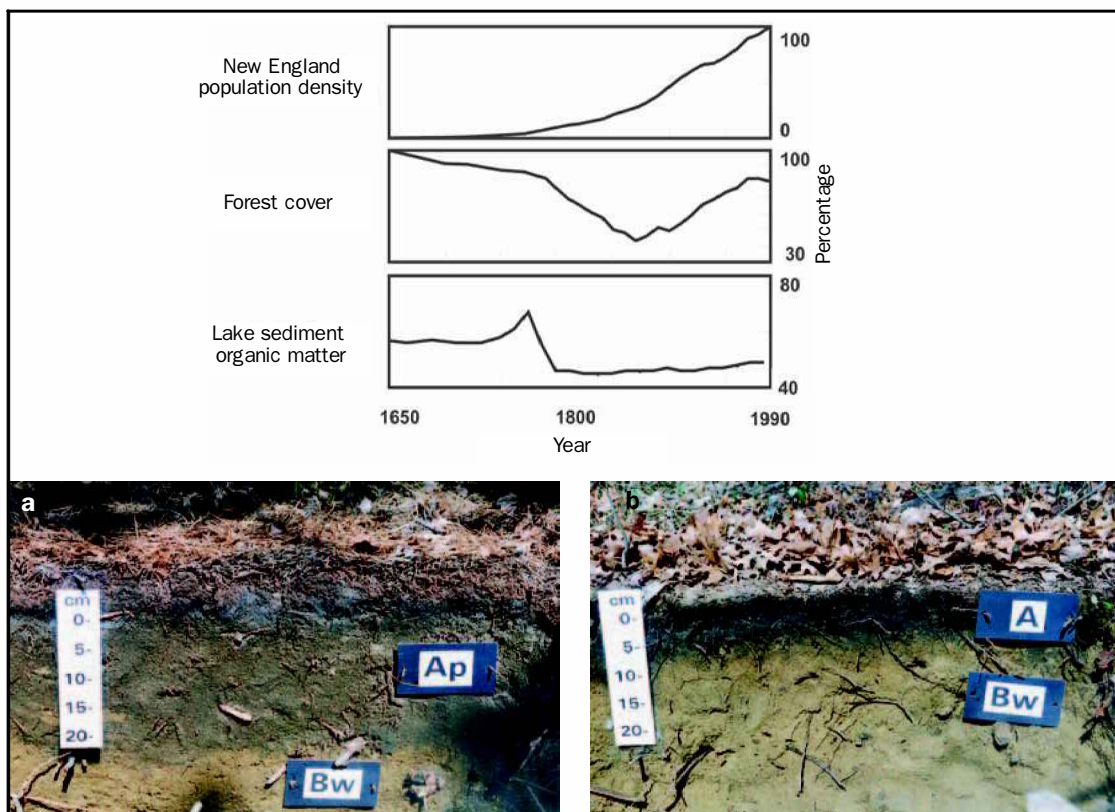 New England
population density
100
0
Forest cover
100
30
Percentage
Lake sediment
organic matter
80
40
1650
1800
1990
Year
a
cm
0-
5-
10-
15-
20-
Ap
Bw
b
cm
0-
5-
10-
15-
20-
A
Bw